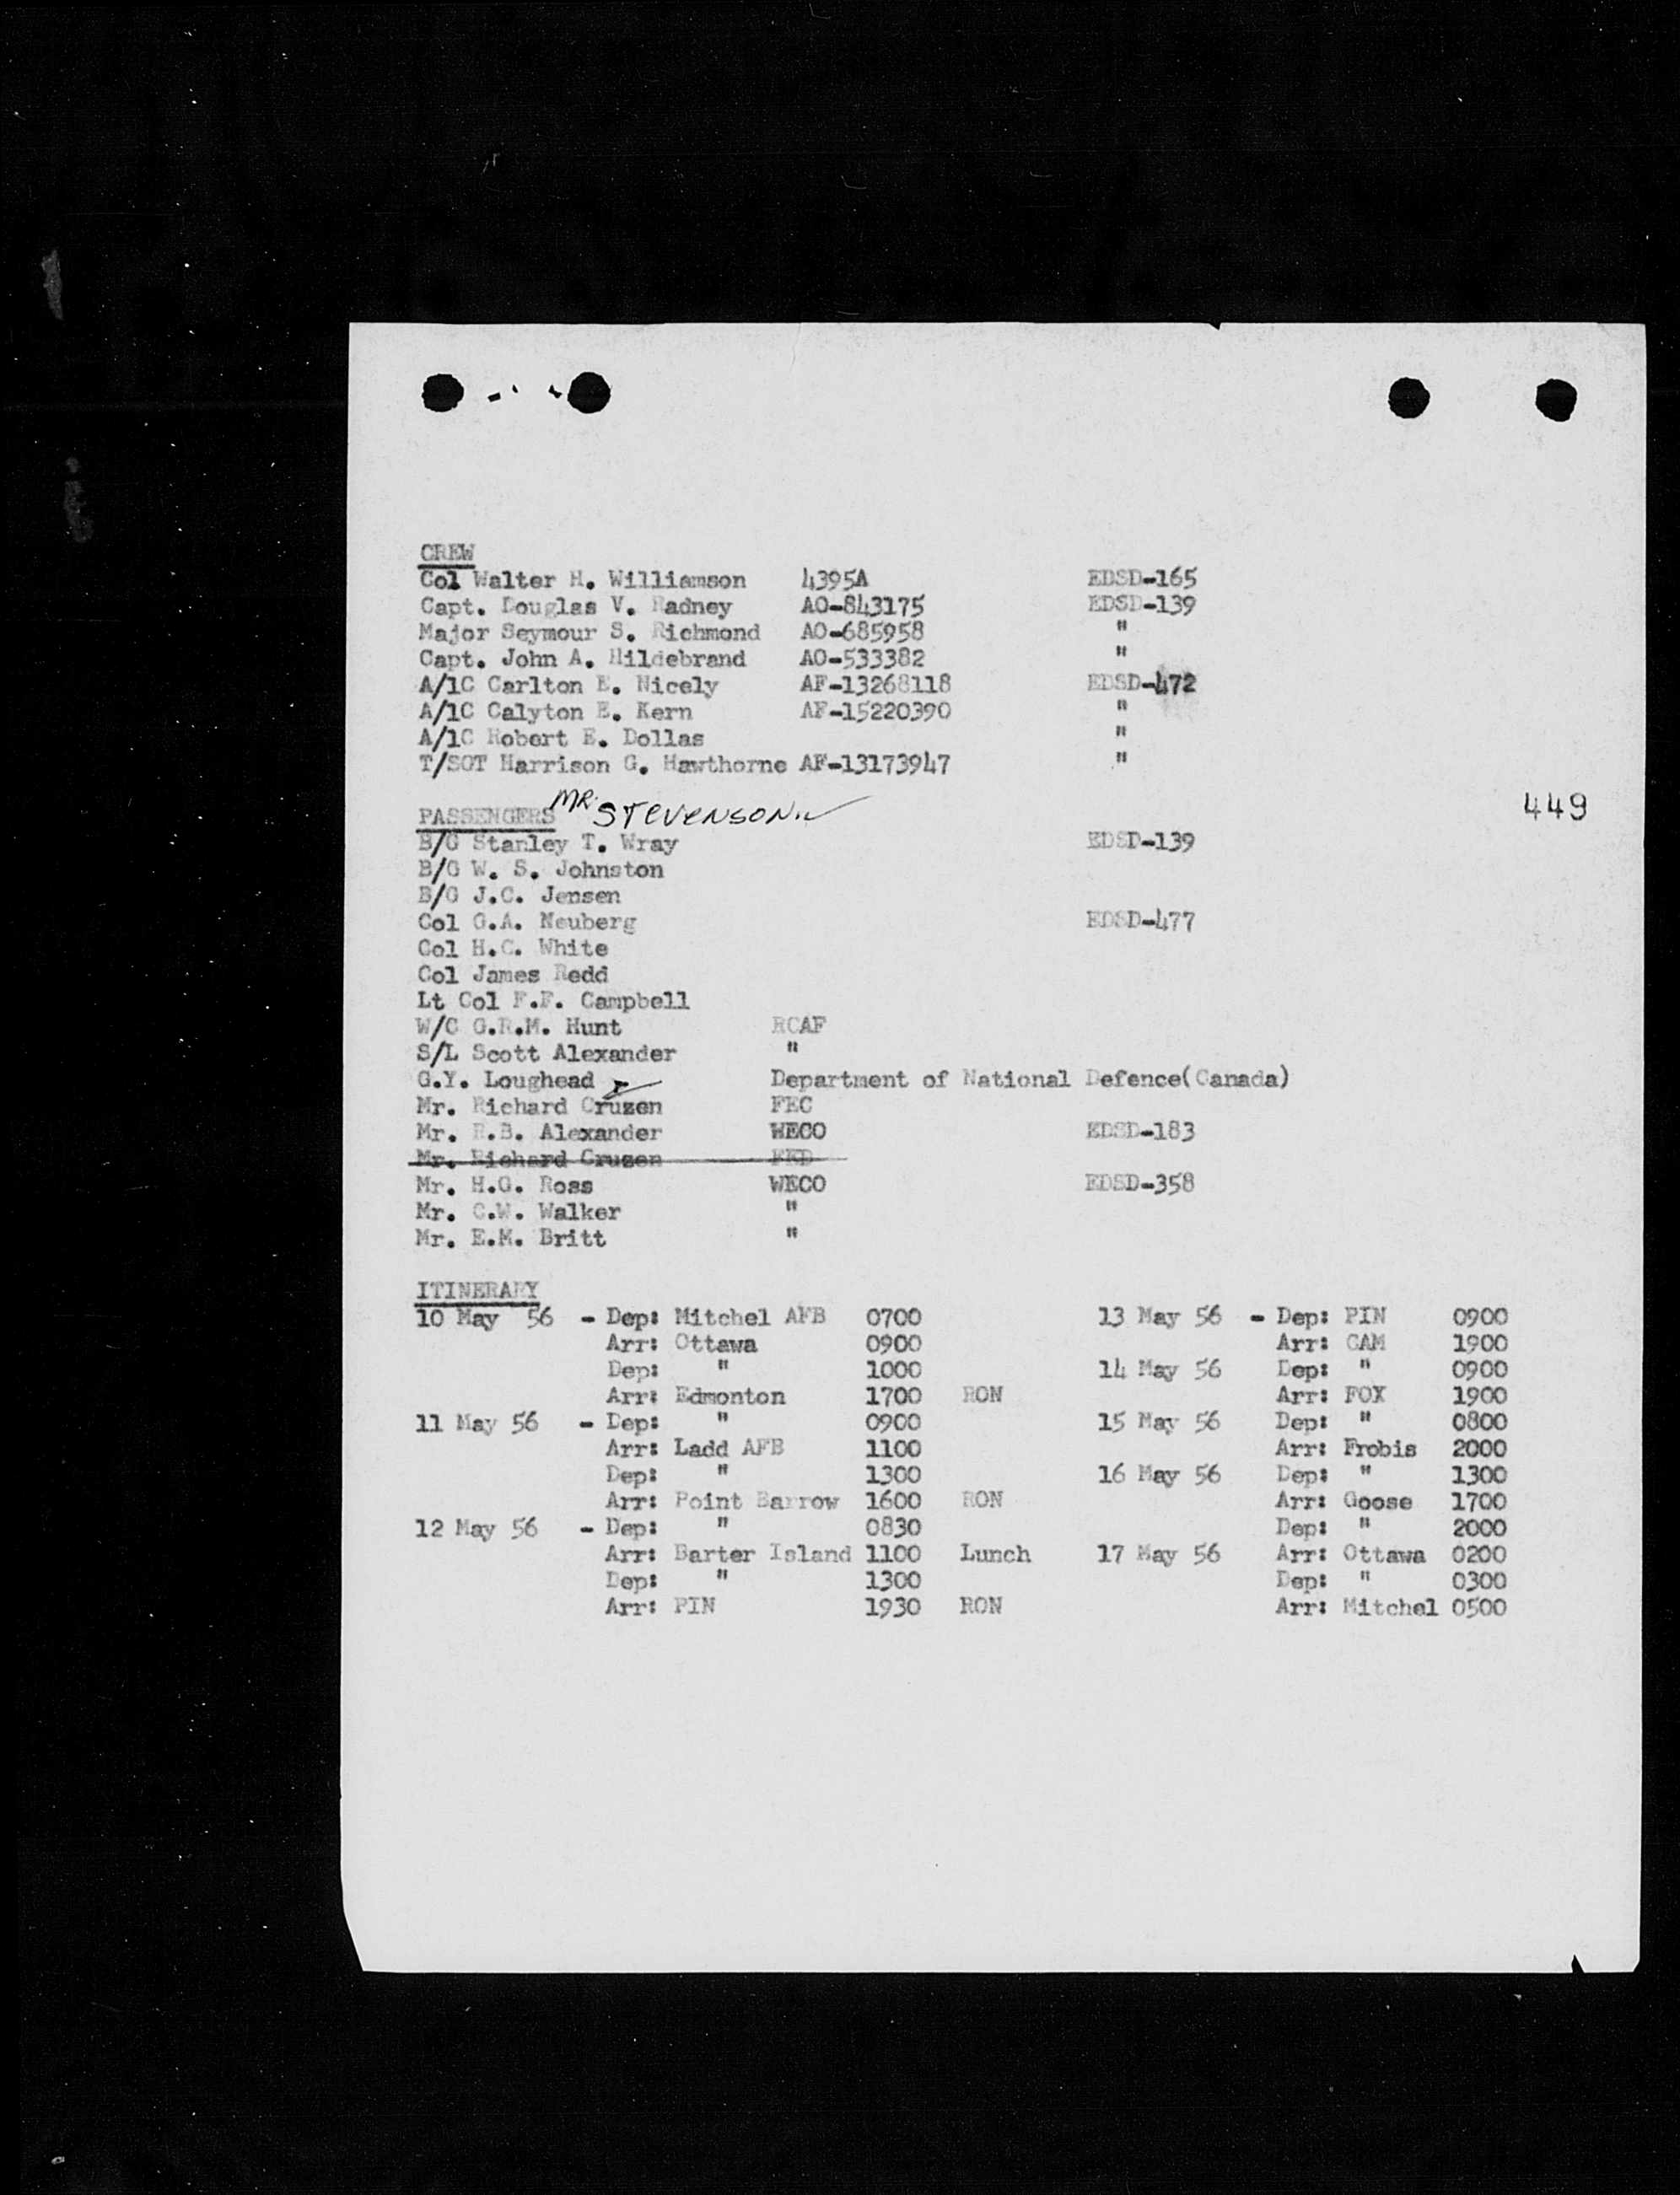 CREW
Col Walter H. Williamson 4395A EDSD-165
Capt. Douglas V. Radney AO-843175 EDSD-139
Major Seymour S. Richmond AO-685958 "
Capt. John A. Hildebrand AO-533382 "
A/1C Carlton E. Nicely AF-13268118 EDSD-472
A/1C Calyton E. Kern AF-15220390 "
A/1C Robert E. Dollas "
T/SGT Harrison G. Hawthorne AF-13173947 "
MR. STEVENSON
449
PASSENGERS
B/G Stanley T. Wray EDSD-139
B/G W. S. Johnston
B/G J.C. Jensen
Col G.A. Neuberg EDSD-477
Col H.C. White
Col James Redd
Lt Col F.F. Campbell
W/C G.R.M. Hunt RCAF
S/L Scott Alexander "
G.Y. Loughead Department of National Defence(Canada)
Mr. Richard Cruzen FEC
Mr. R.B. Alexander WECO EDSD-183
Mr. Richard Cruzen
Mr. H.G. Ross WECO EDSD-358
Mr. C.W. Walker "
Mr. E.M. Britt "
ITINERARY
10 May 56 - Dep: Mitchel AFB 0700 13 May 56 - Dep: PIN 0900
Arr: Ottawa 0900 Arr: CAM 1900
Dep: " 1000 14 May 56 Dep: " 0900
Arr: Edmonton 1700 RON Arr: FOX 1900
11 May 56 - Dep: " 0900 15 May 56 Dep: " 0800
Arr: Ladd AFB 1100 Arr: Frobis 2000
Dep: " 1300 16 May 56 Dep: " 1300
Arr: Point Barrow 1600 RON Arr: Goose 1700
12 May 56 - Dep: " 0830 Dep: " 2000
Arr: Barter Island 1100 Lunch 17 May 56 Arr: Ottawa 0200
Dep: " 1300 Dep: " 0300
Arr: PIN 1930 RON Arr: Mitchel 0500